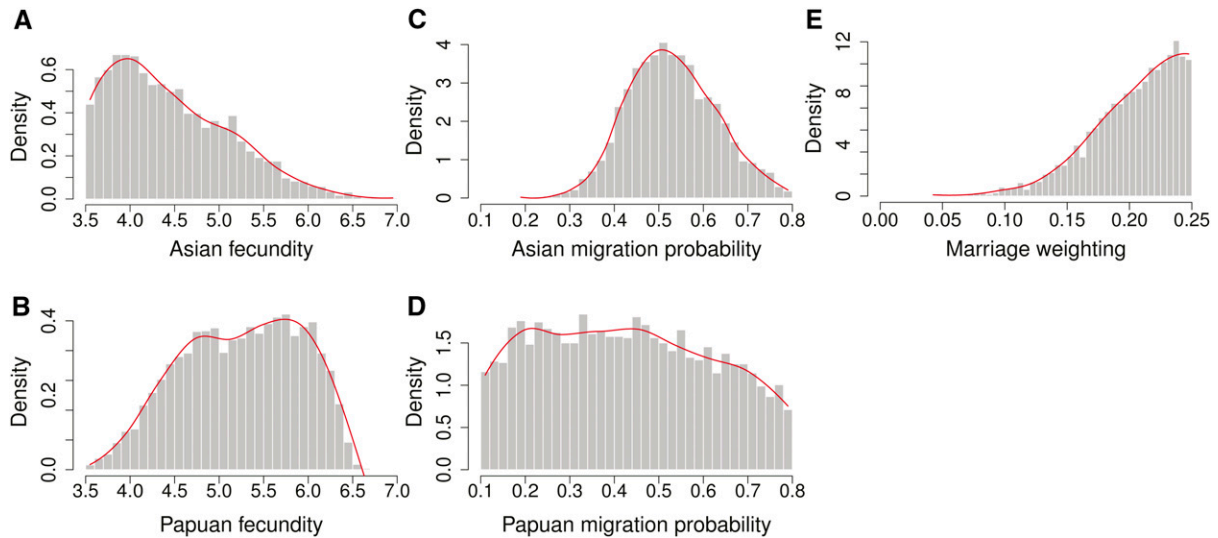 A
Density
0.0 0.2 0.4 0.6
3.5 4.0 4.5 5.0 5.5 6.0 6.5 7.0
Asian fecundity
C
Density
0 1 2 3 4
0.1 0.2 0.3 0.4 0.5 0.6 0.7 0.8
Asian migration probability
E
Density
0 4 8 12
0.00 0.05 0.10 0.15 0.20 0.25
Marriage weighting
B
Density
0.0 0.2 0.4
3.5 4.0 4.5 5.0 5.5 6.0 6.5 7.0
Papuan fecundity
D
Density
0.0 0.5 1.0 1.5
0.1 0.2 0.3 0.4 0.5 0.6 0.7 0.8
Papuan migration probability